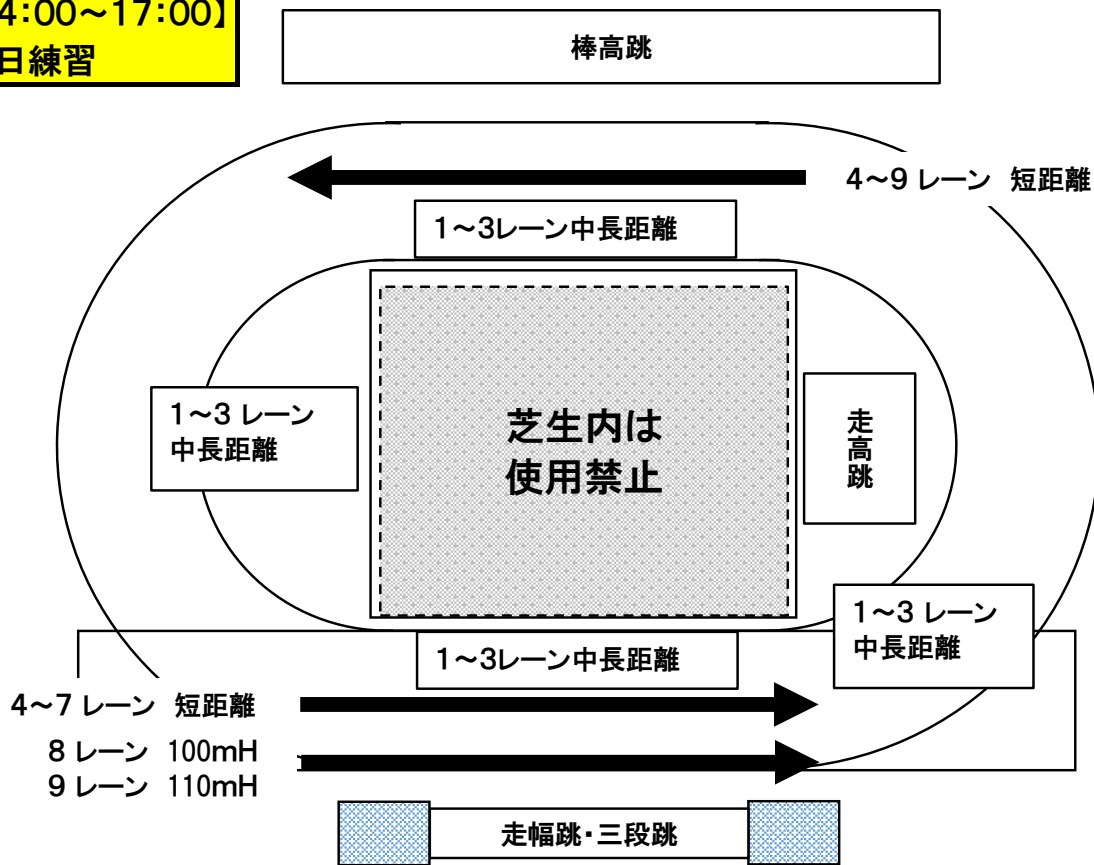 4:00～17:00】
日練習
棒高跳
4～9 レーン 短距離
1～3レーン中長距離
1～3 レーン
中長距離
芝生内は
使用禁止
走高跳
1～3 レーン
中長距離
1～3レーン中長距離
4～7 レーン 短距離
8 レーン 100mH
9 レーン 110mH
走幅跳・三段跳